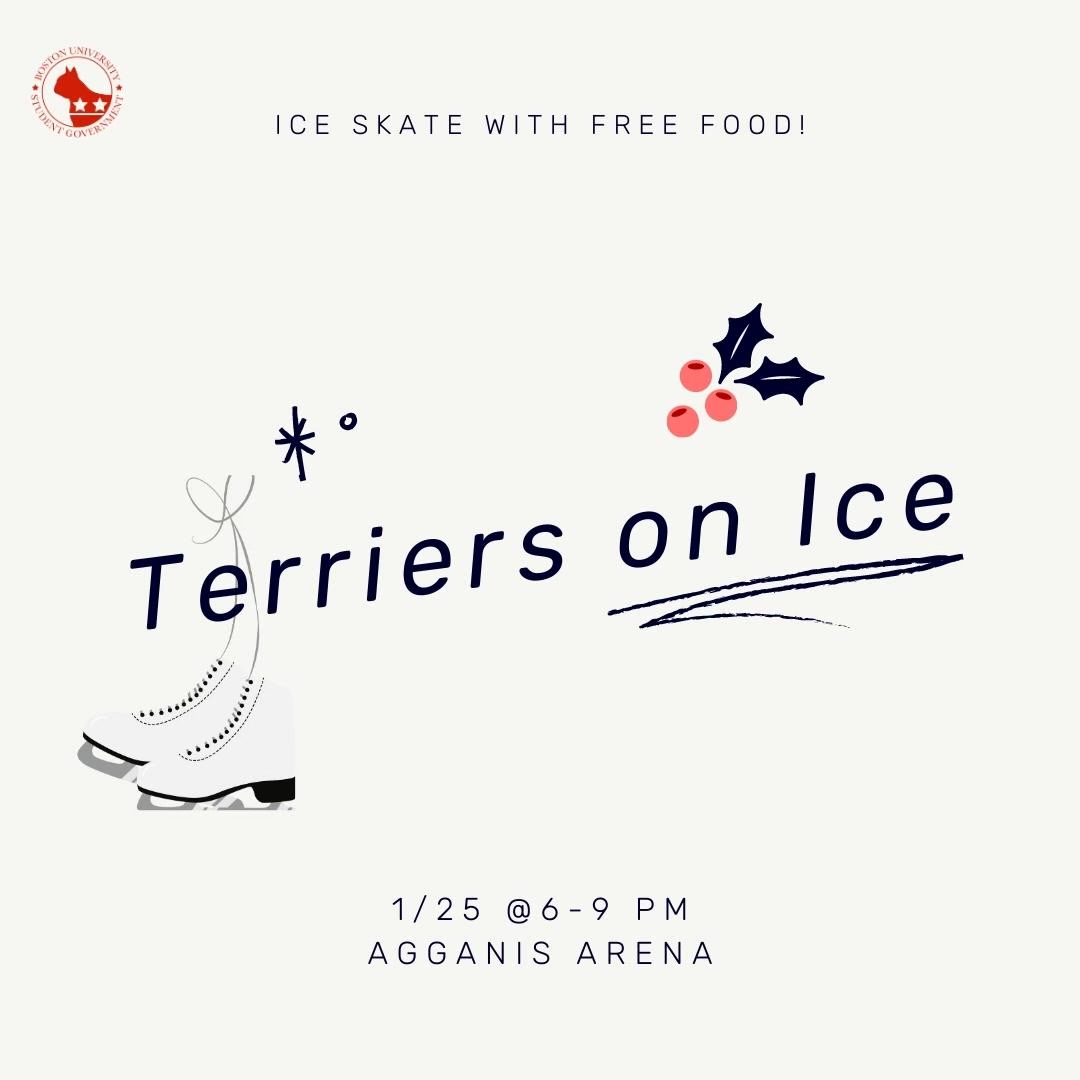 BOSTON UNIVERSITY
STUDENT GOVERNMENT
ICE SKATE WITH FREE FOOD!
Terriers on Ice
1/25 @6-9 PM
AGGANIS ARENA